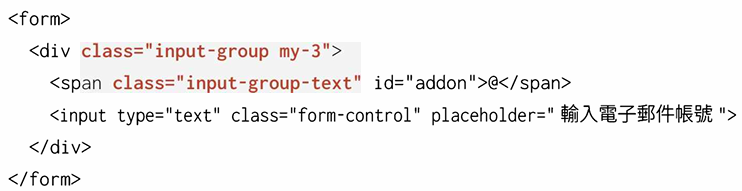 <form>
<div class="input-group my-3">
<span class="input-group-text" id="addon">@</span>
<input type="text" class="form-control" placeholder="輸入電子郵件帳號">
</div>
</form>